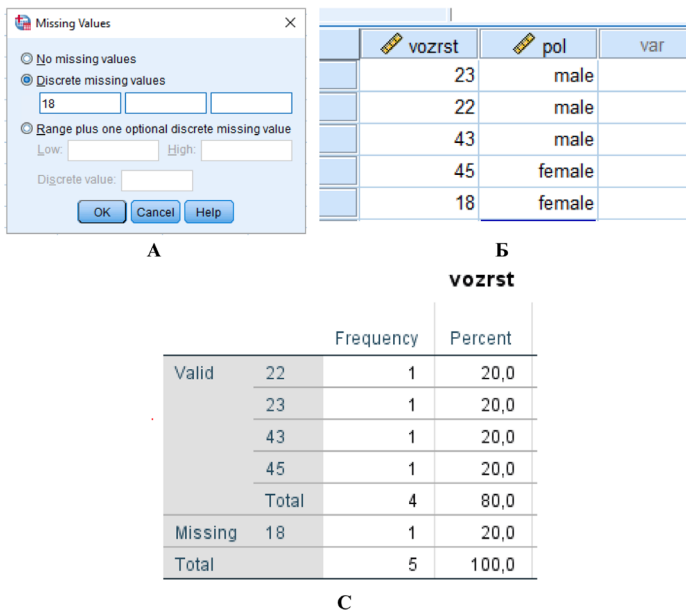 Missing Values
No missing values
Discrete missing values
18
Range plus one optional discrete missing value
Low: High:
Discrete value:
OK Cancel Help
А
vozrst pol var
23 male
22 male
43 male
45 female
18 female
Б
vozrst
Frequency Percent
Valid 22 1 20,0
23 1 20,0
43 1 20,0
45 1 20,0
Total 4 80,0
Missing 18 1 20,0
Total 5 100,0
С